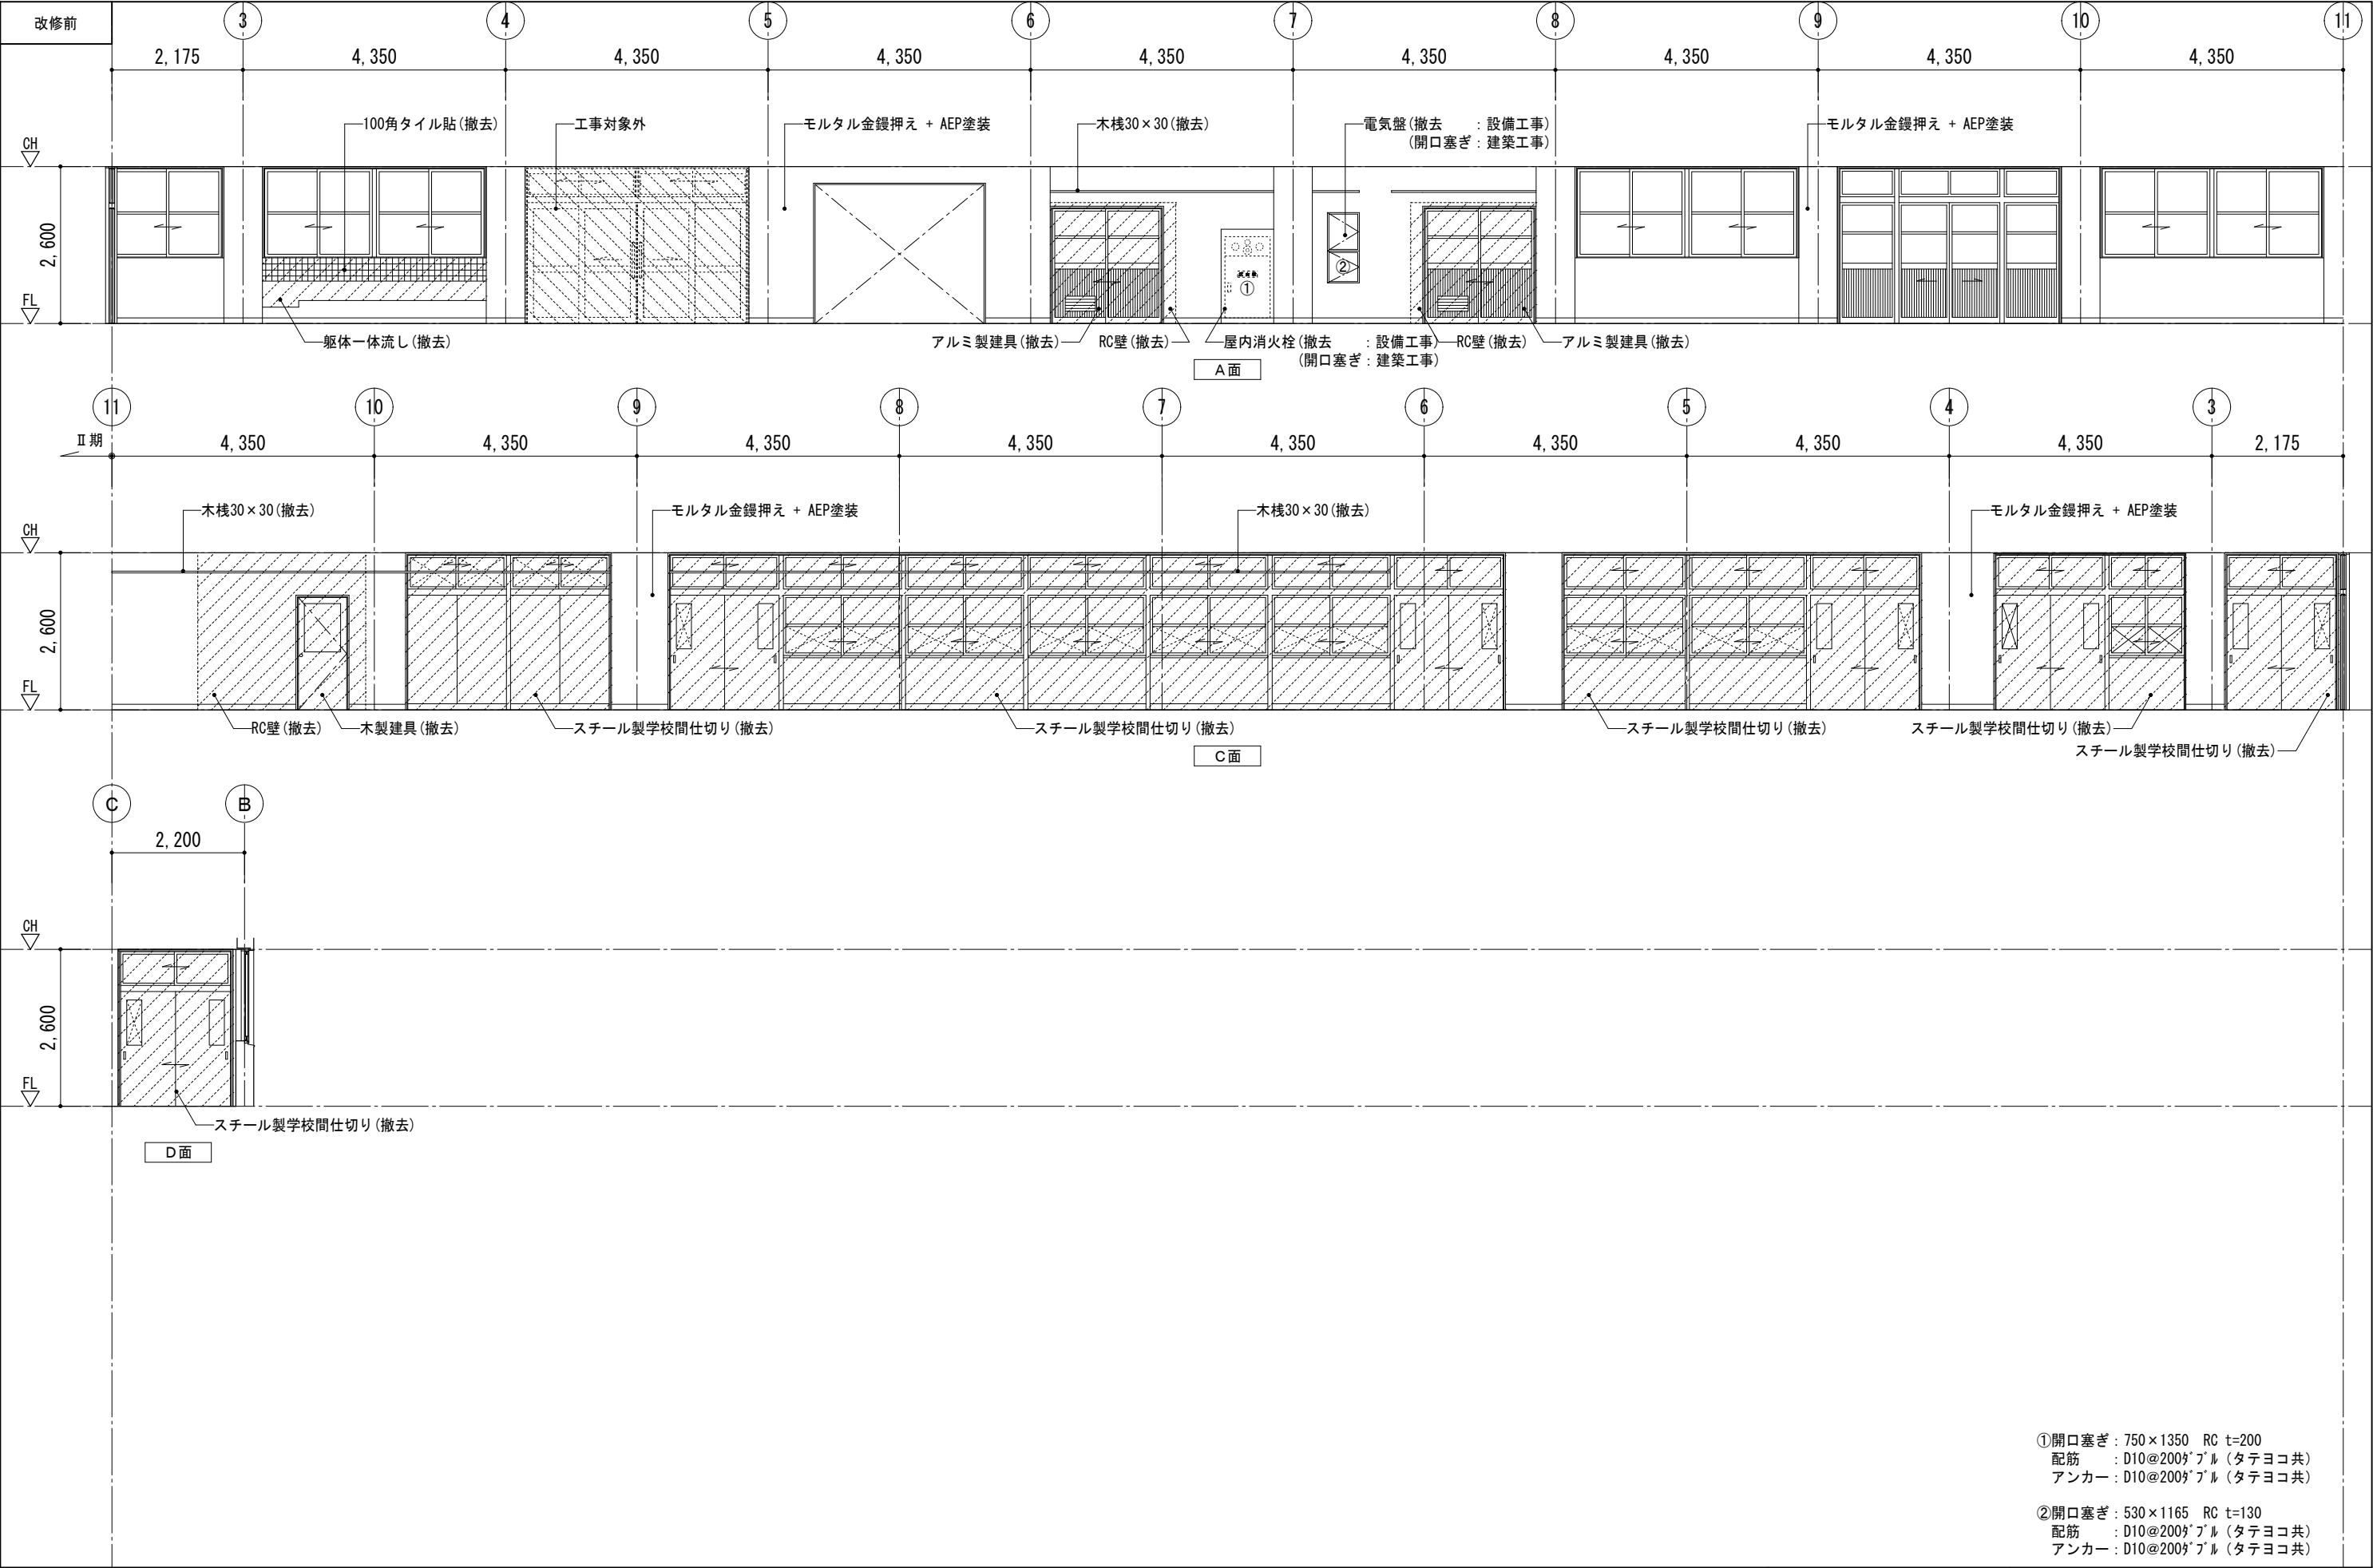 改修前
3 4 5 6 7 8 9 10 11
2,175 4,350 4,350 4,350 4,350 4,350 4,350 4,350 4,350
100角タイル貼(撤去)
工事対象外
モルタル金鏝押え + AEP塗装
木桟30×30(撤去)
電気盤(撤去 :設備工事)
(開口塞ぎ:建築工事)
モルタル金鏝押え + AEP塗装
CH
2,600
FL
①
②
躯体一体流し(撤去)
アルミ製建具(撤去)
RC壁(撤去)
屋内消火栓(撤去 :設備工事)
(開口塞ぎ:建築工事)
RC壁(撤去)
アルミ製建具(撤去)
A面
11 10 9 8 7 6 5 4 3
Ⅱ期
4,350 4,350 4,350 4,350 4,350 4,350 4,350 4,350 2,175
木桟30×30(撤去)
モルタル金鏝押え + AEP塗装
木桟30×30(撤去)
モルタル金鏝押え + AEP塗装
CH
2,600
FL
RC壁(撤去)
木製建具(撤去)
スチール製学校間仕切り(撤去)
スチール製学校間仕切り(撤去)
スチール製学校間仕切り(撤去)
スチール製学校間仕切り(撤去)
スチール製学校間仕切り(撤去)
C面
C B
2,200
CH
2,600
FL
スチール製学校間仕切り(撤去)
D面
①開口塞ぎ:750×1350 RC t=200
配筋 :D10@200ﾀﾞﾌﾞﾙ(タテヨコ共)
アンカー:D10@200ﾀﾞﾌﾞﾙ(タテヨコ共)
②開口塞ぎ:530×1165 RC t=130
配筋 :D10@200ﾀﾞﾌﾞﾙ(タテヨコ共)
アンカー:D10@200ﾀﾞﾌﾞﾙ(タテヨコ共)